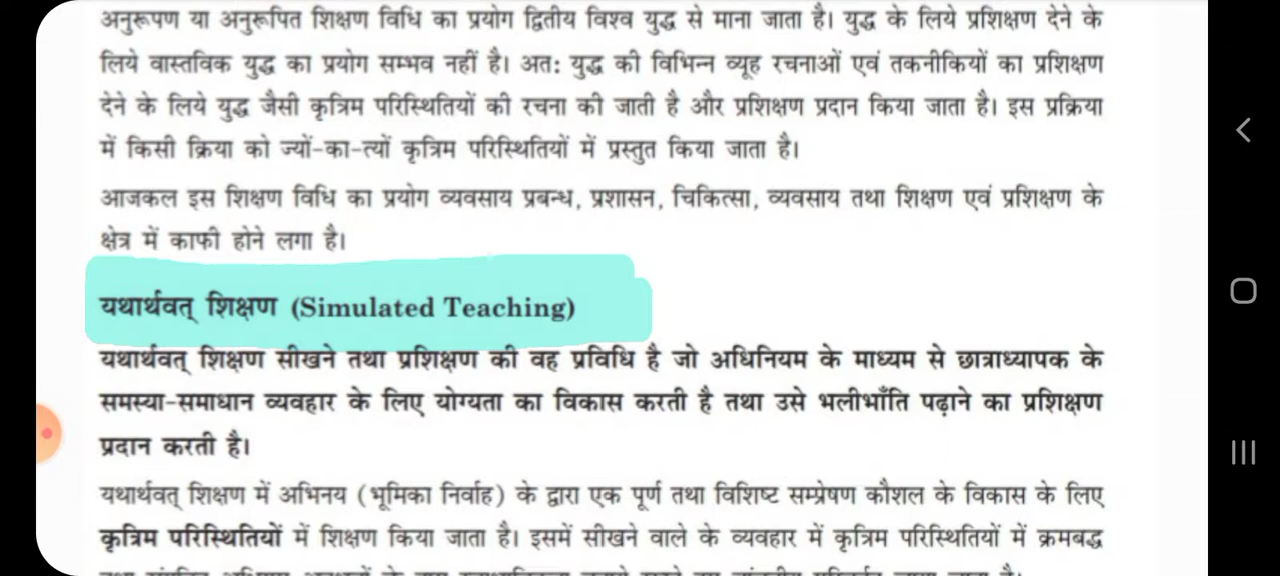 अनुरूपण या अनुरूपित शिक्षण विधि का प्रयोग द्वितीय विश्व युद्ध से माना जाता है। युद्ध के लिये प्रशिक्षण देने के
लिये वास्तविक युद्ध का प्रयोग सम्भव नहीं है। अत: युद्ध की विभिन्न व्यूह रचनाओं एवं तकनीकियों का प्रशिक्षण
देने के लिये युद्ध जैसी कृत्रिम परिस्थितियों की रचना की जाती है और प्रशिक्षण प्रदान किया जाता है। इस प्रक्रिया
में किसी क्रिया को ज्यों-का-त्यों कृत्रिम परिस्थितियों में प्रस्तुत किया जाता है।
आजकल इस शिक्षण विधि का प्रयोग व्यवसाय प्रबन्ध, प्रशासन, चिकित्सा, व्यवसाय तथा शिक्षण एवं प्रशिक्षण के
क्षेत्र में काफी होने लगा है।
यथार्थवत् शिक्षण (Simulated Teaching)
यथार्थवत् शिक्षण सीखने तथा प्रशिक्षण की वह प्रविधि है जो अधिनियम के माध्यम से छात्राध्यापक के
समस्या-समाधान व्यवहार के लिए योग्यता का विकास करती है तथा उसे भलीभाँति पढ़ाने का प्रशिक्षण
प्रदान करती है।
यथार्थवत् शिक्षण में अभिनय (भूमिका निर्वाह) के द्वारा एक पूर्ण तथा विशिष्ट सम्प्रेषण कौशल के विकास के लिए
कृत्रिम परिस्थितियों में शिक्षण किया जाता है। इसमें सीखने वाले के व्यवहार में कृत्रिम परिस्थितियों में क्रमबद्ध